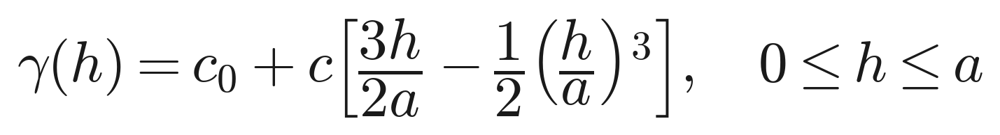 γ(h) = c₀ + c[3h/2a − 1/2(h/a)³], 0 ≤ h ≤ a